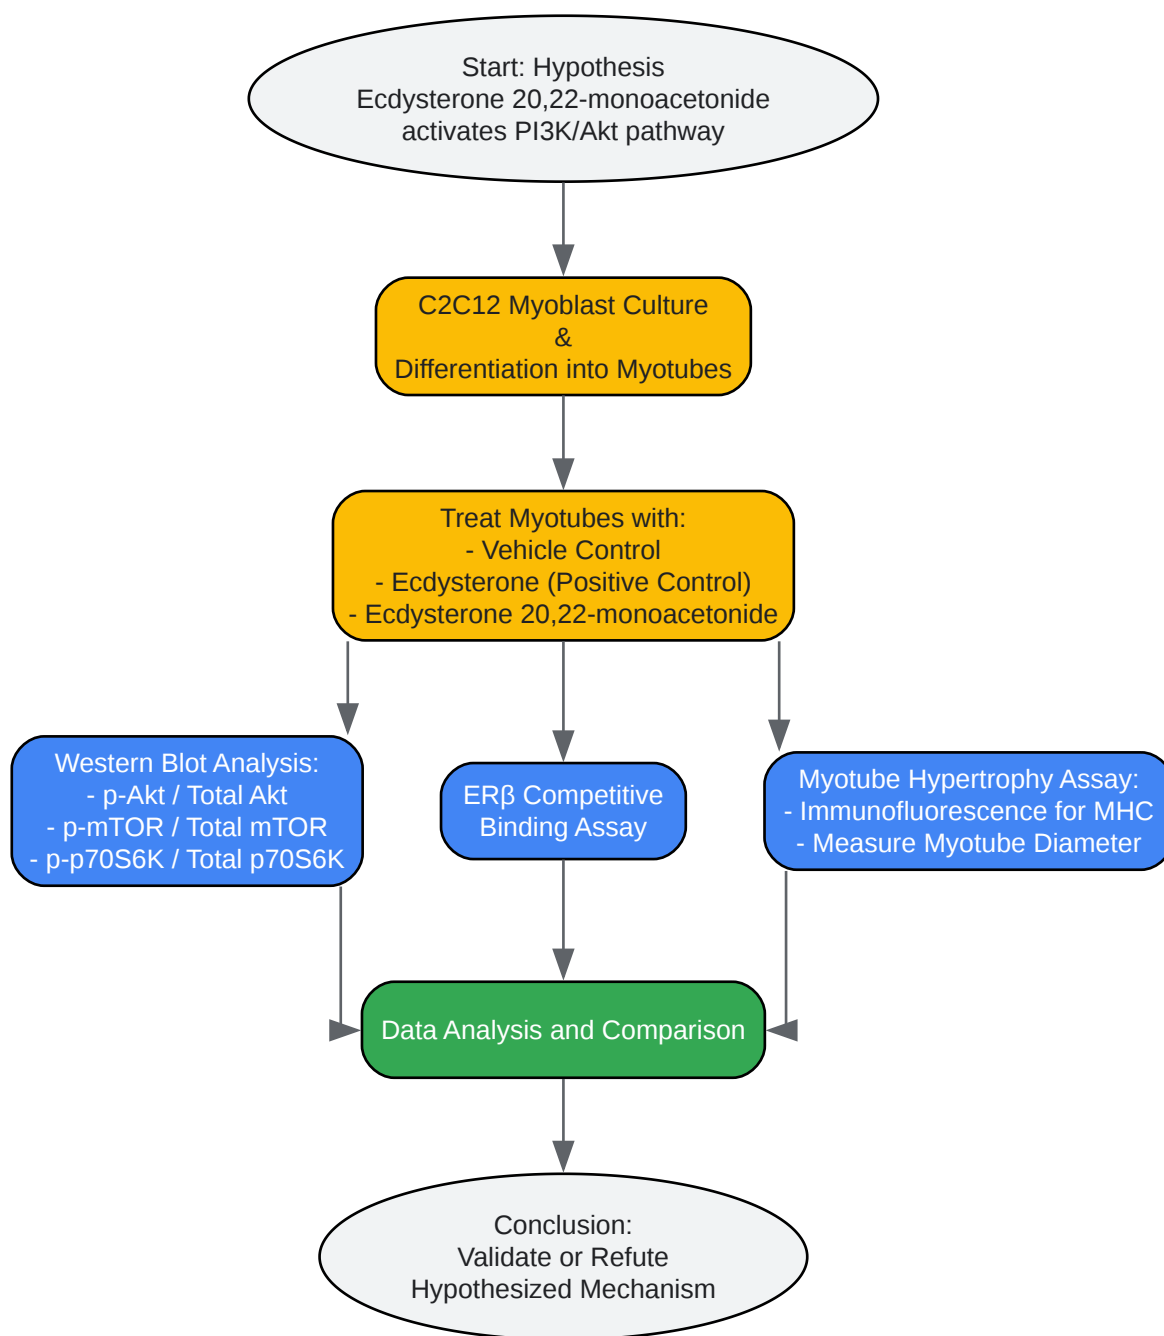 Start: Hypothesis
Ecdysterone 20,22-monoacetonide
activates PI3K/Akt pathway
C2C12 Myoblast Culture
&
Differentiation into Myotubes
Treat Myotubes with:
- Vehicle Control
- Ecdysterone (Positive Control)
- Ecdysterone 20,22-monoacetonide
Western Blot Analysis:
- p-Akt / Total Akt
- p-mTOR / Total mTOR
- p-p70S6K / Total p70S6K
ERβ Competitive
Binding Assay
Myotube Hypertrophy Assay:
- Immunofluorescence for MHC
- Measure Myotube Diameter
Data Analysis and Comparison
Conclusion:
Validate or Refute
Hypothesized Mechanism